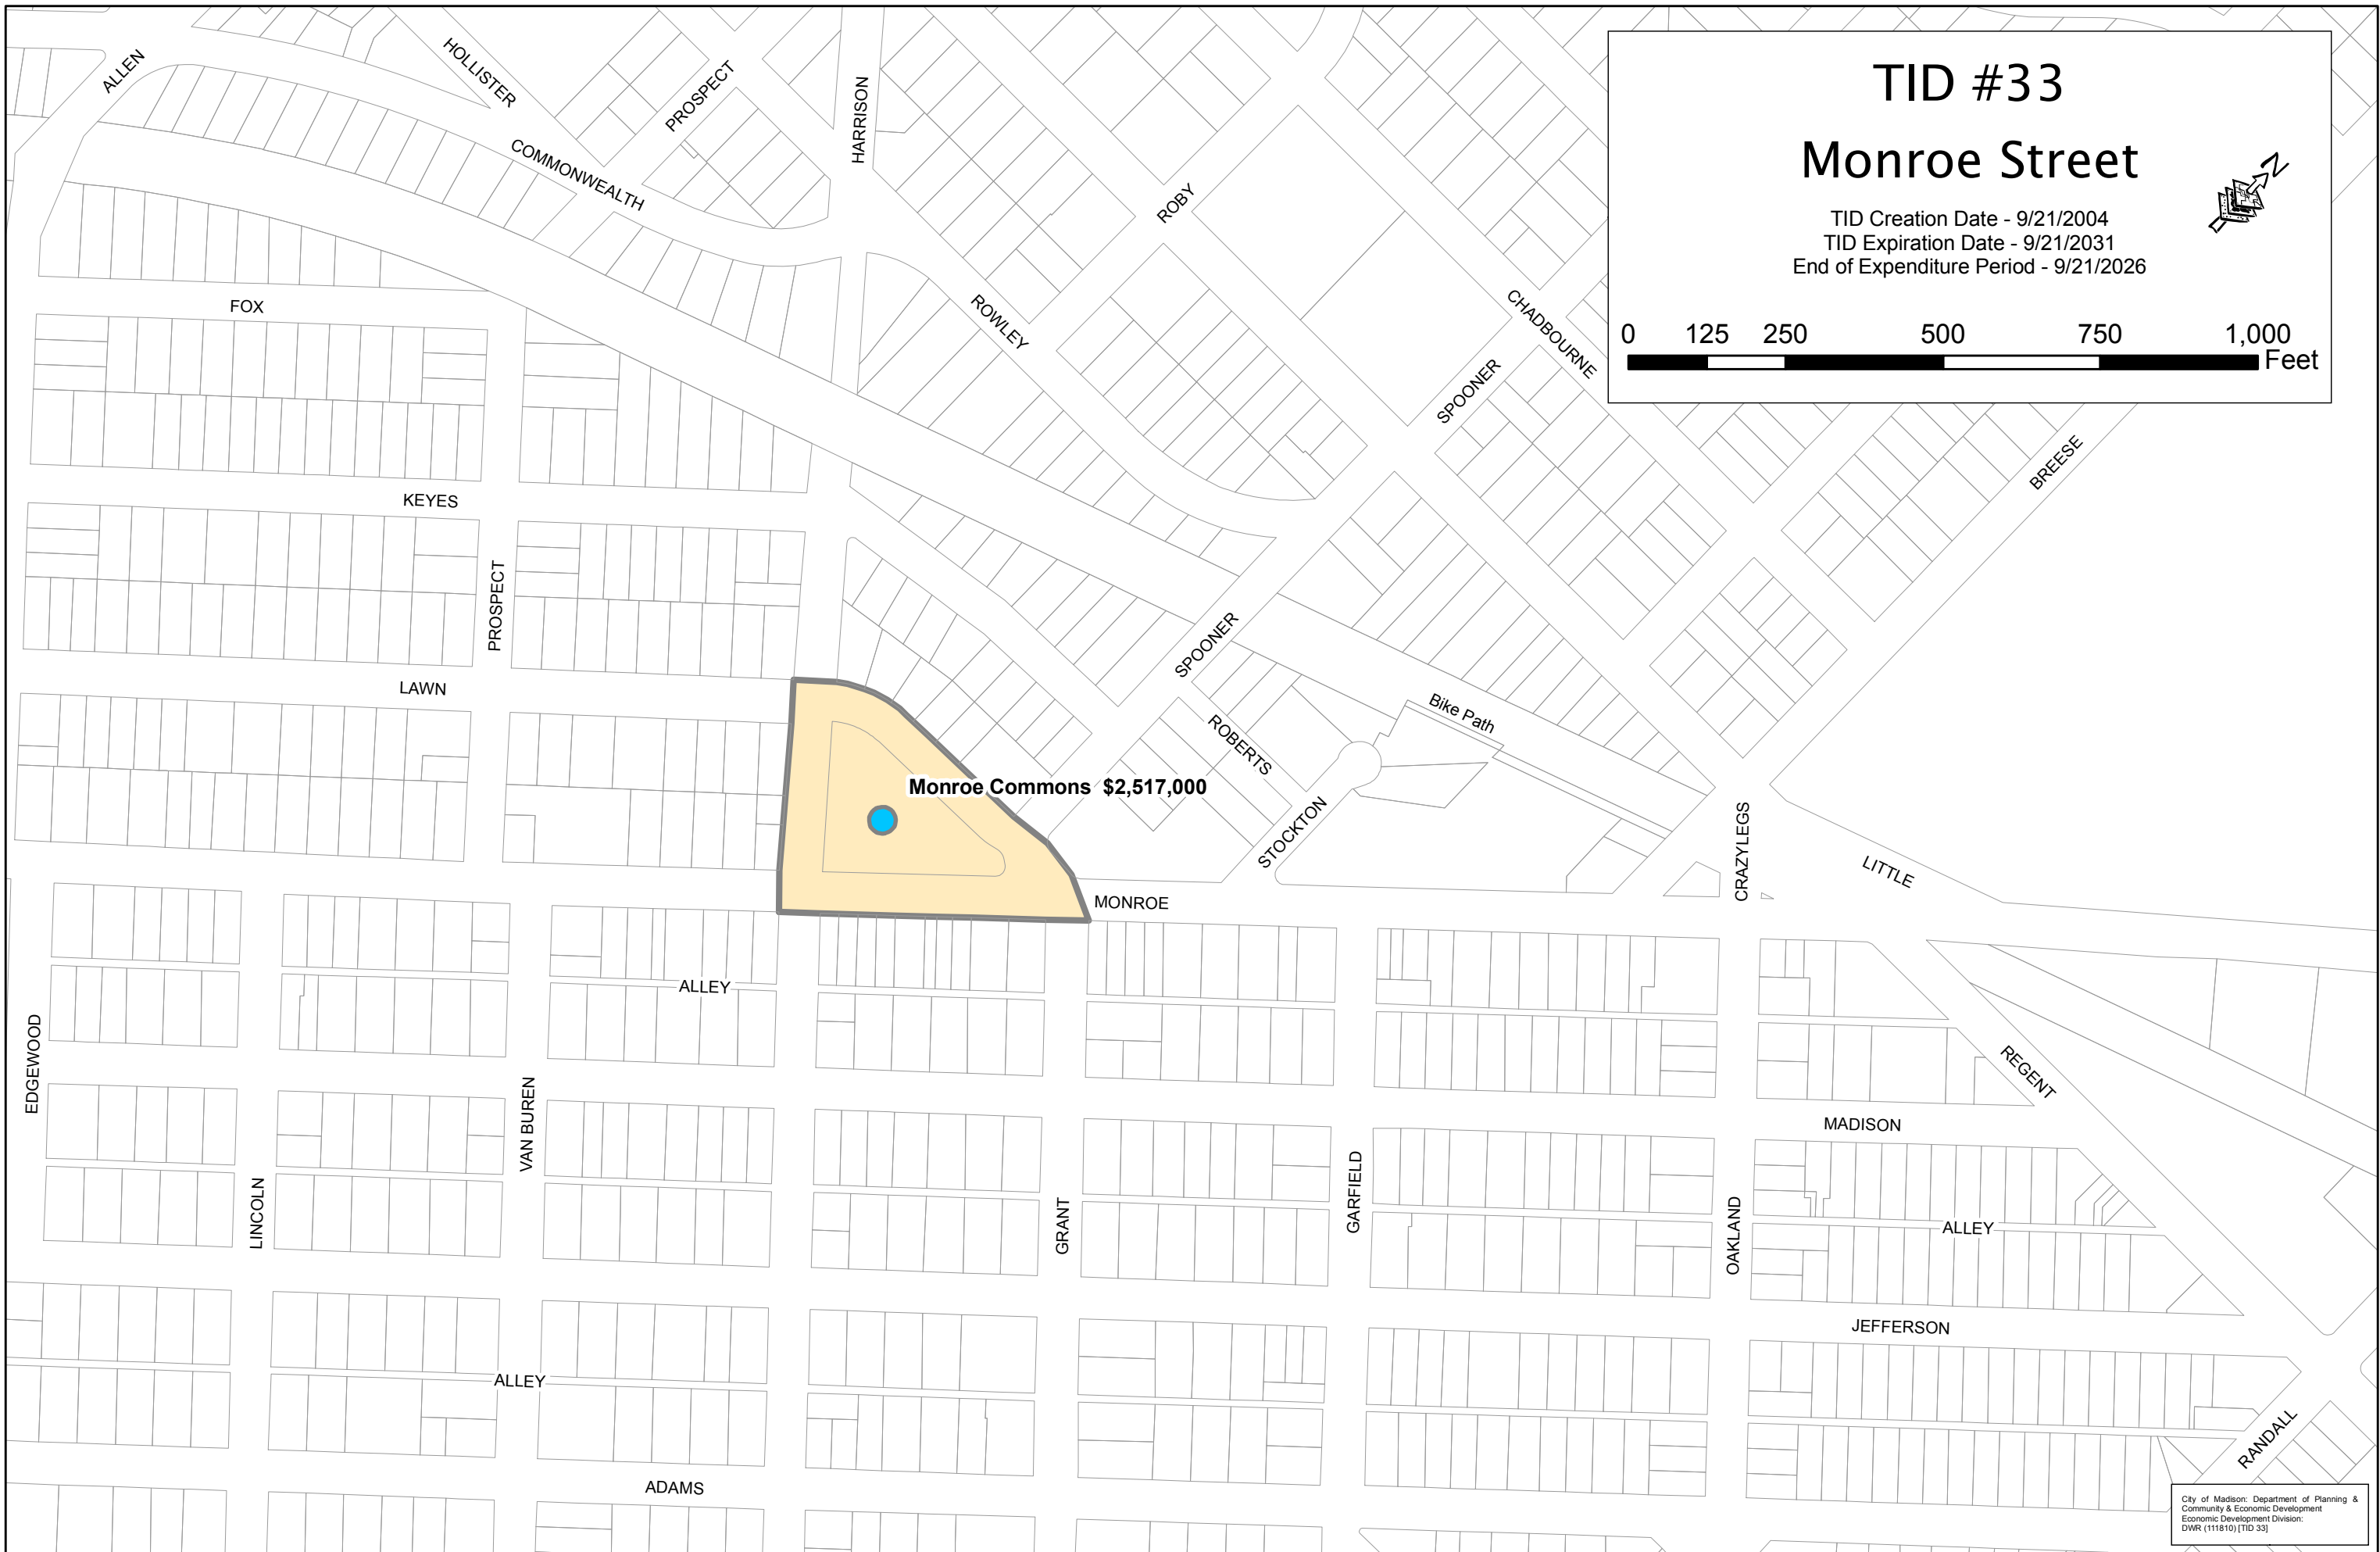 TID #33
Monroe Street
TID Creation Date - 9/21/2004
TID Expiration Date - 9/21/2031
End of Expenditure Period - 9/21/2026
N
0 125 250 500 750 1,000
Feet
ALLEN
HOLLISTER
PROSPECT
HARRISON
COMMONWEALTH
ROBY
ROWLEY
CHADBOURNE
SPOONER
BREESE
FOX
KEYES
PROSPECT
LAWN
SPOONER
ROBERTS
Bike Path
STOCKTON
Monroe Commons $2,517,000
CRAZYLEGS
LITTLE
MONROE
ALLEY
EDGEWOOD
VAN BUREN
LINCOLN
GRANT
GARFIELD
OAKLAND
REGENT
MADISON
ALLEY
JEFFERSON
ALLEY
RANDALL
ADAMS
City of Madison: Department of Planning &
Community & Economic Development
Economic Development Division:
DWR (111810) [TID 33]